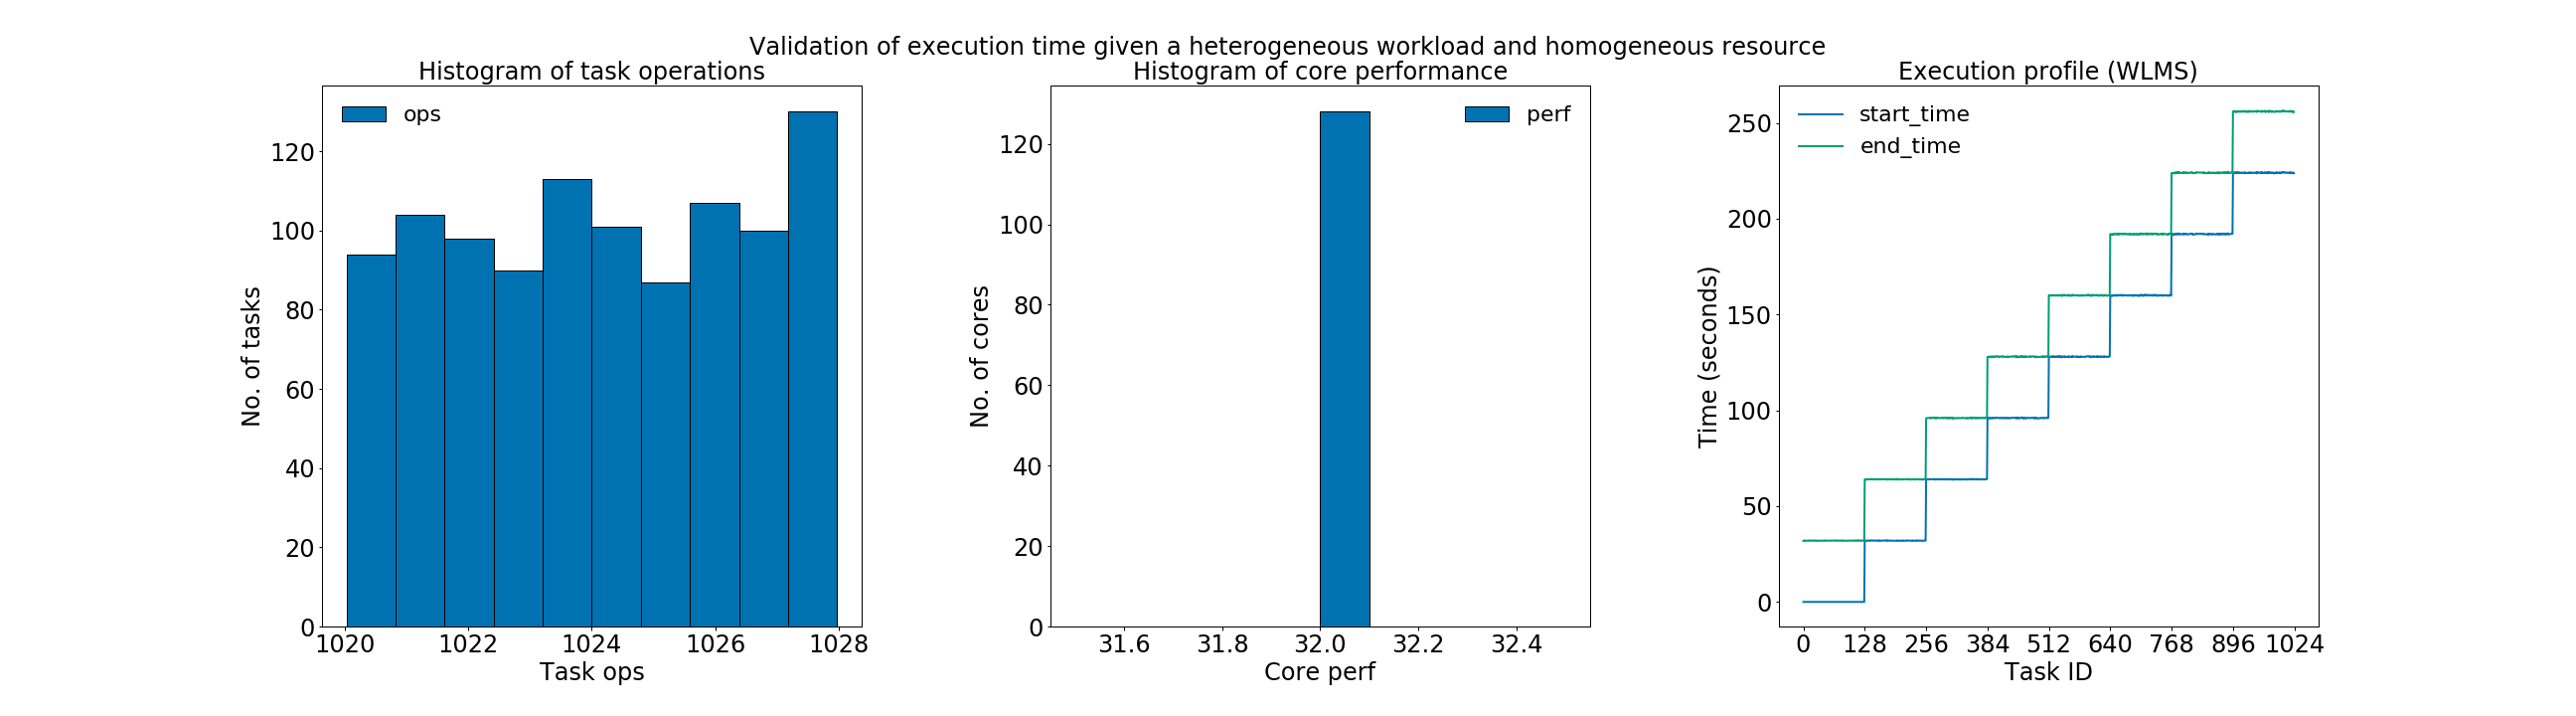 Validation of execution time given a heterogeneous workload and homogeneous resource
Histogram of task operations
ops
120
100
80
60
40
20
0
No. of tasks
1020 1022 1024 1026 1028
Task ops
Histogram of core performance
perf
120
100
80
60
40
20
0
No. of cores
31.6 31.8 32.0 32.2 32.4
Core perf
Execution profile (WLMS)
start_time
end_time
250
200
150
100
50
0
Time (seconds)
0 128 256 384 512 640 768 896 1024
Task ID